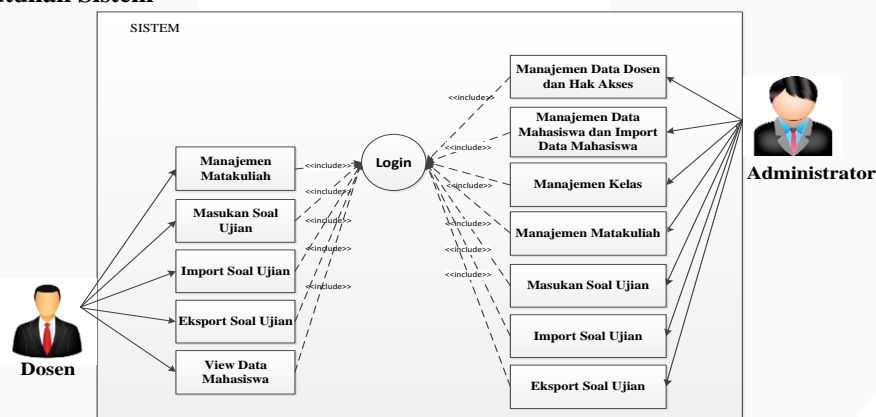 SISTEM
Manajemen
Matakuliah
Masukan Soal
Ujian
Import Soal Ujian
Eksport Soal Ujian
View Data
Mahasiswa
Dosen
<<include>>
<<include>>
<<include>>
<<include>>
<<include>>
Login
<<include>>
<<include>>
<<include>>
<<include>>
<<include>>
<<include>>
Manajemen Data Dosen
dan Hak Akses
Manajemen Data
Mahasiswa dan Import
Data Mahasiswa
Manajemen Kelas
Manajemen Matakuliah
Masukan Soal Ujian
Import Soal Ujian
Eksport Soal Ujian
Administrator